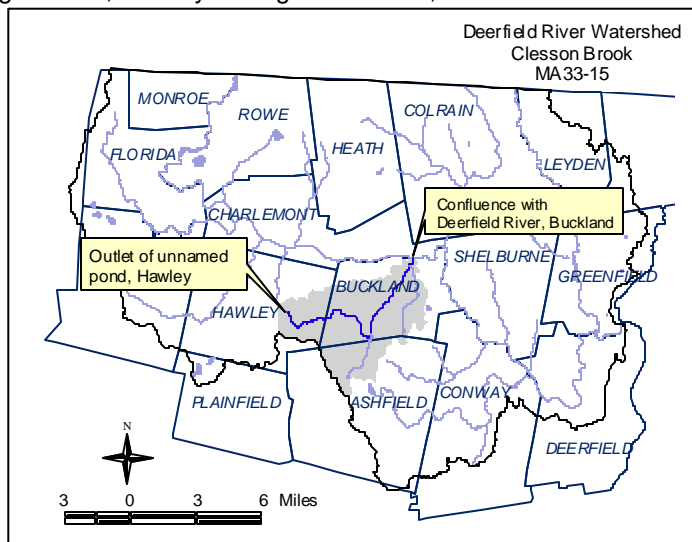 Deerfield River Watershed
Clesson Brook
MA33-15
MONROE
ROWE
COLRAIN
HEATH
FLORIDA
LEYDEN
CHARLEMONT
Confluence with
Deerfield River, Buckland
Outlet of unnamed
pond, Hawley
SHELBURNE
GREENFIELD
BUCKLAND
HAWLEY
PLAINFIELD
ASHFIELD
CONWAY
DEERFIELD
N
3 0 3 6 Miles